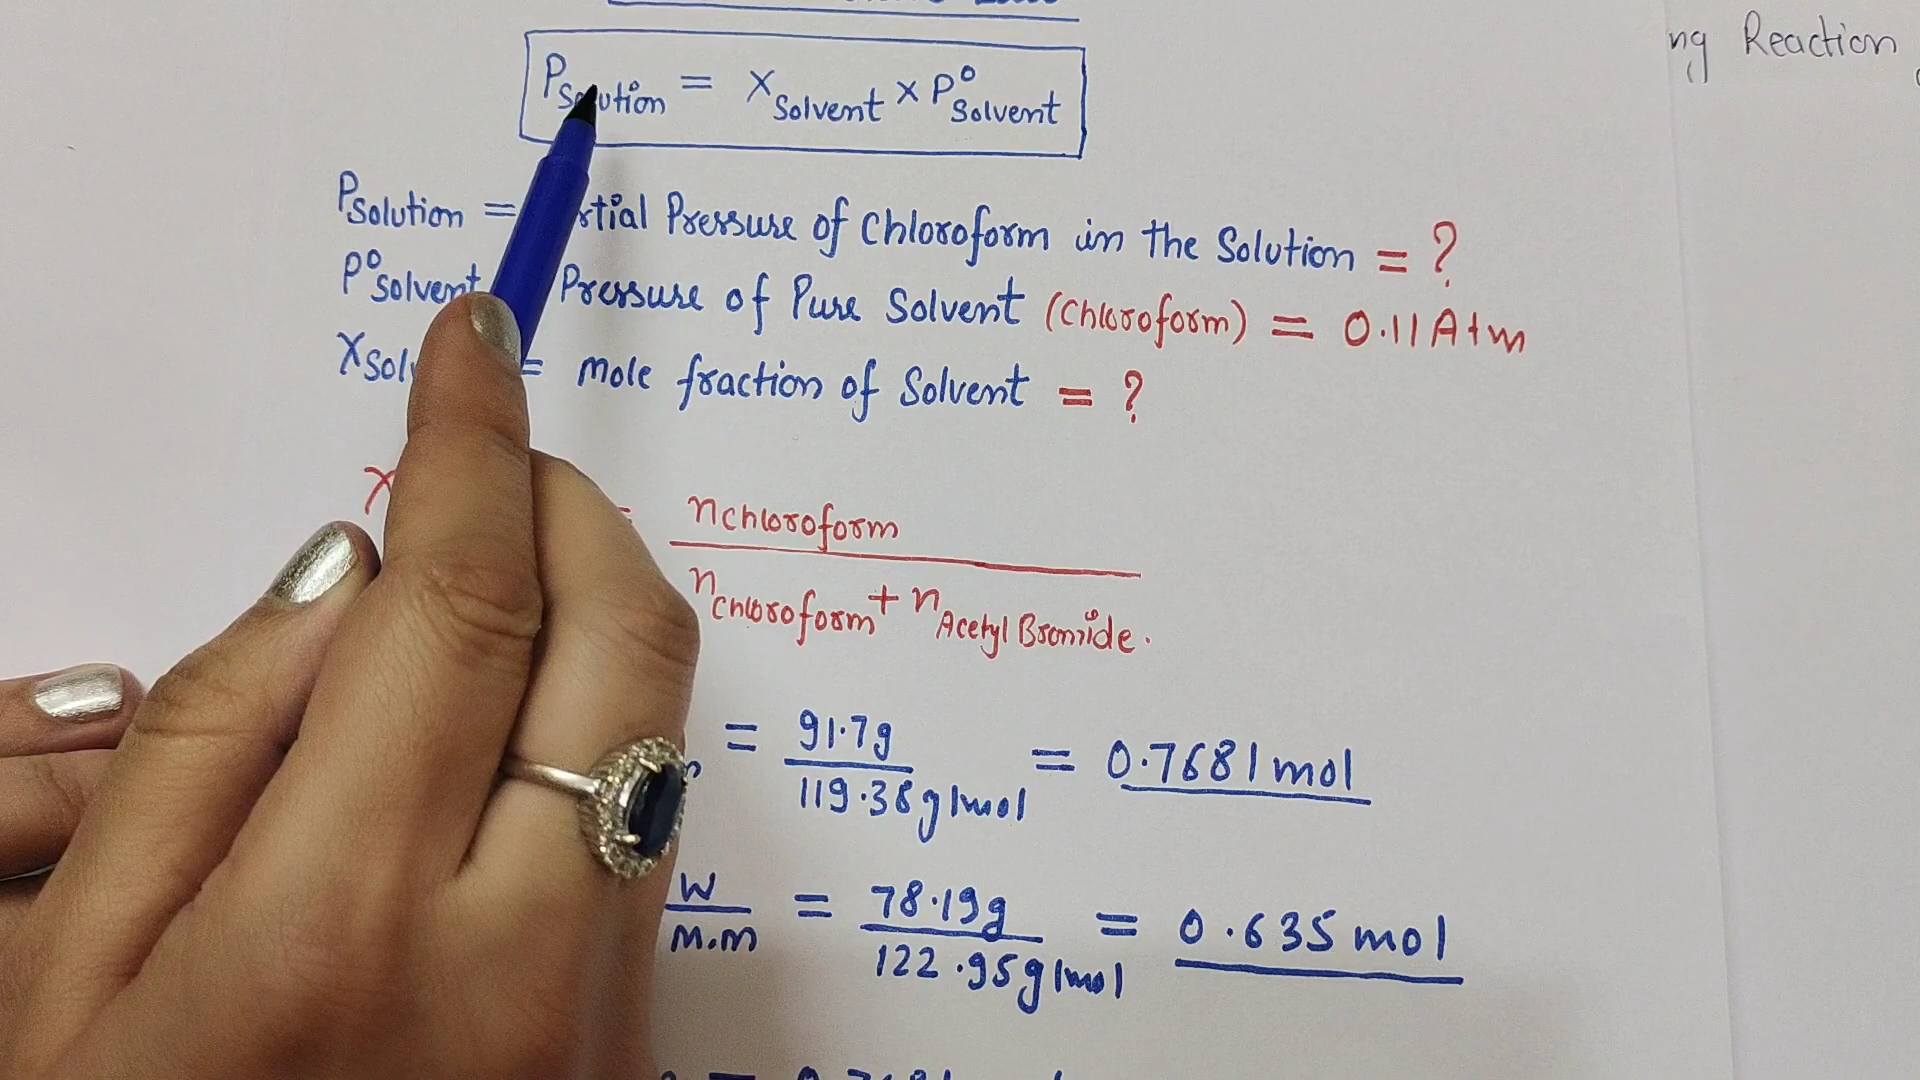 ng Reaction
Psolution = Xsolvent × P°solvent
Psolution = rtial Pressure of Chloroform in the Solution = ?
P°solvent Pressure of Pure Solvent (Chloroform) = 0.11 Atm
Xsol = mole fraction of Solvent = ?
X = nchloroform
nchloroform + nAcetyl Bromide.
= 91.7g = 0.7681 mol
119.38 g/mol
W = 78.19g = 0.635 mol
M.M 122.95 g/mol